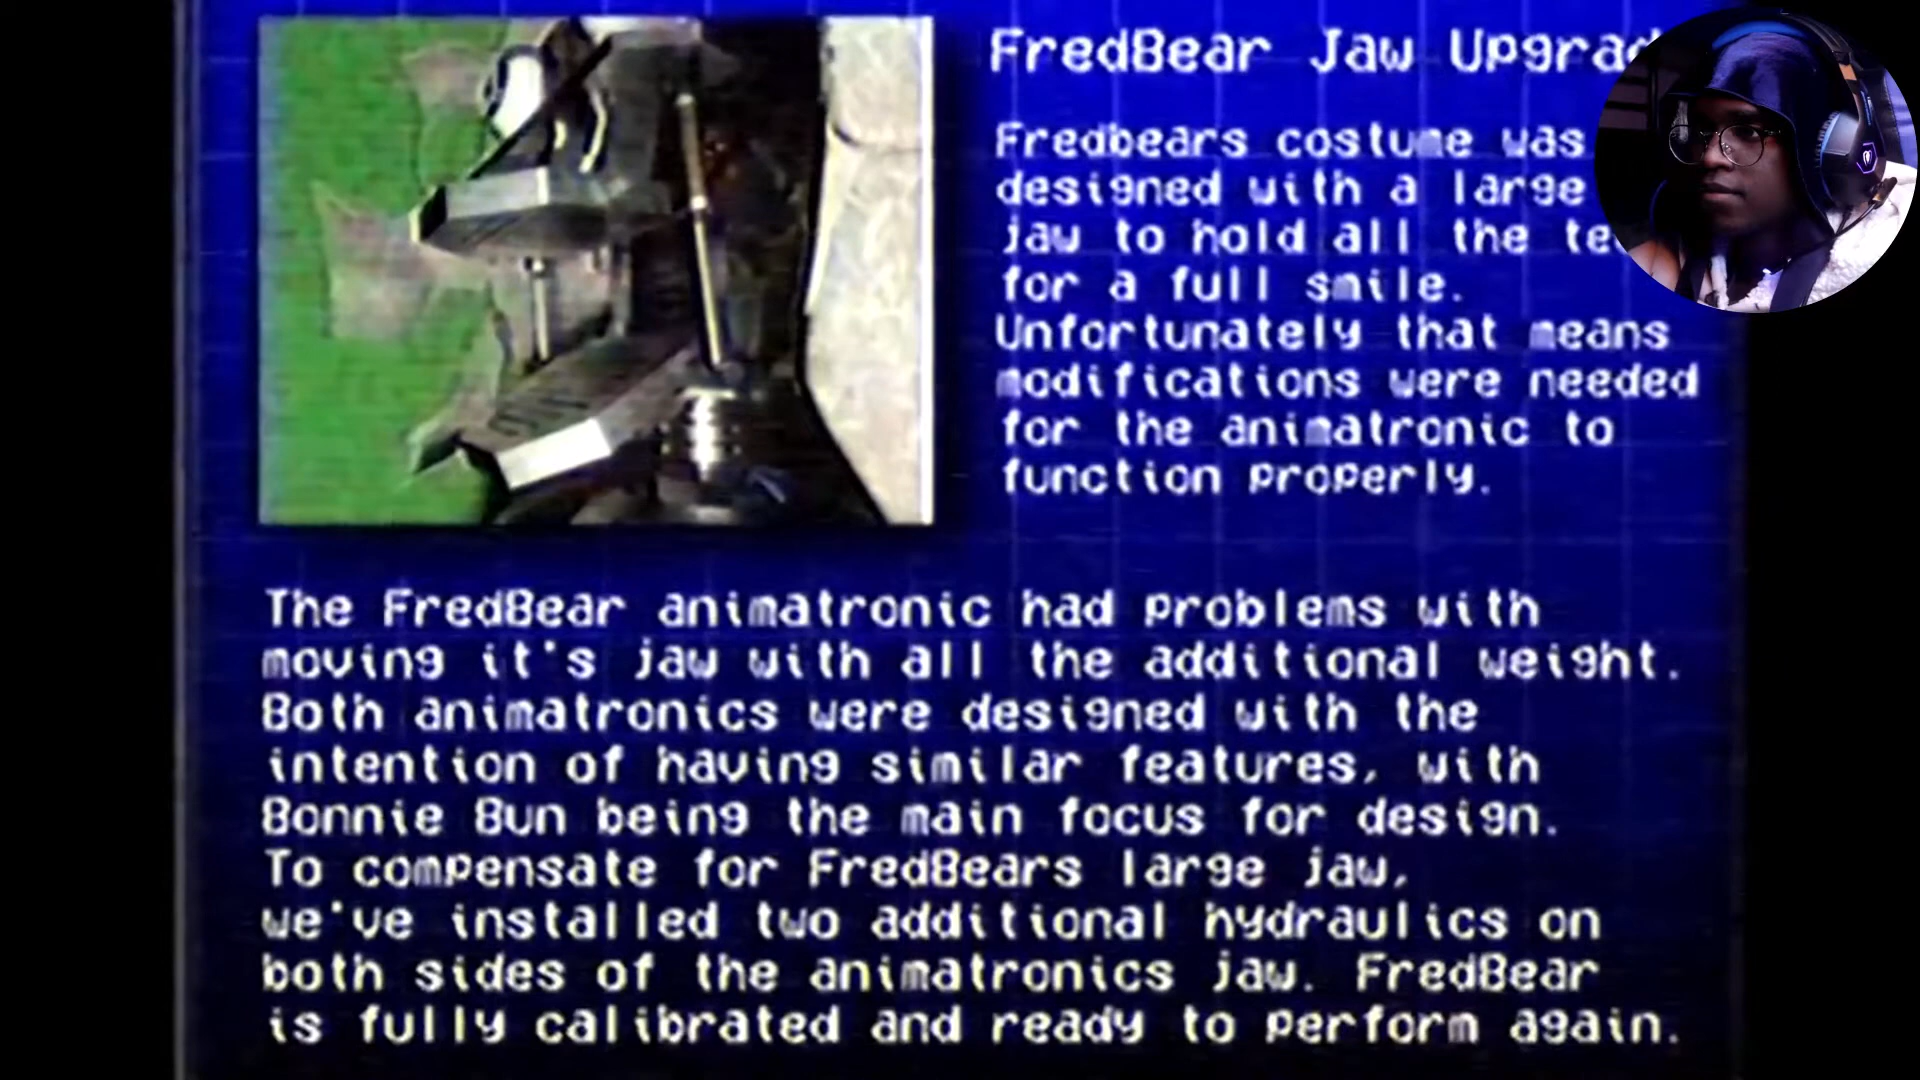 FredBear Jaw
Fredbears costume was
designed with a large
jaw to hold all the
for a full smile.
Unfortunately that means
modifications were needed
for the animatronic to
function properly.
The FredBear animatronic had problems with
moving it's jaw with all the additional weight.
Both animatronics were designed with the
intention of having similar features, with
Bonnie Bun being the main focus for design.
To compensate for FredBears large jaw,
we've installed two additional hydraulics on
both sides of the animatronics jaw. FredBear
is fully calibrated and ready to perform again.